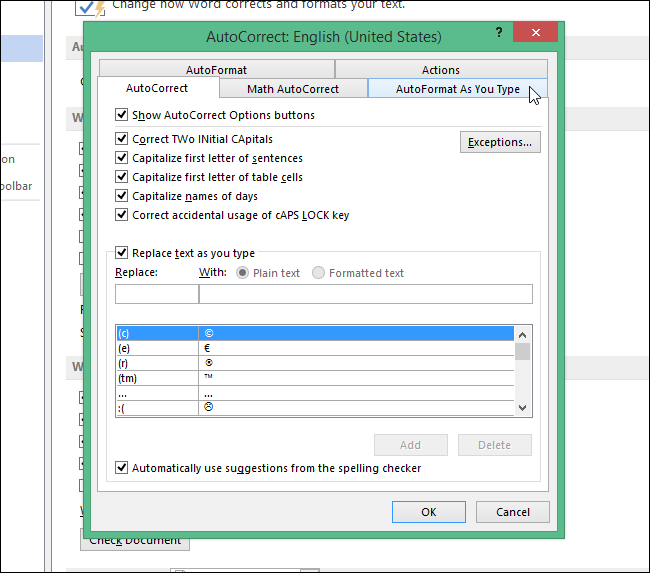 Change how Word corrects and formats your text.
AutoCorrect: English (United States)
?
AutoFormat
Actions
AutoCorrect
Math AutoCorrect
AutoFormat As You Type
Show AutoCorrect Options buttons
Correct TWo INitial CApitals
Exceptions...
Capitalize first letter of sentences
Capitalize first letter of table cells
Capitalize names of days
Correct accidental usage of cAPS LOCK key
Replace text as you type
Replace:
With:
Plain text
Formatted text
(c) ©
(e) €
(r) ®
(tm) ™
... ...
:( ☹
Add
Delete
Automatically use suggestions from the spelling checker
OK
Cancel
Check Document